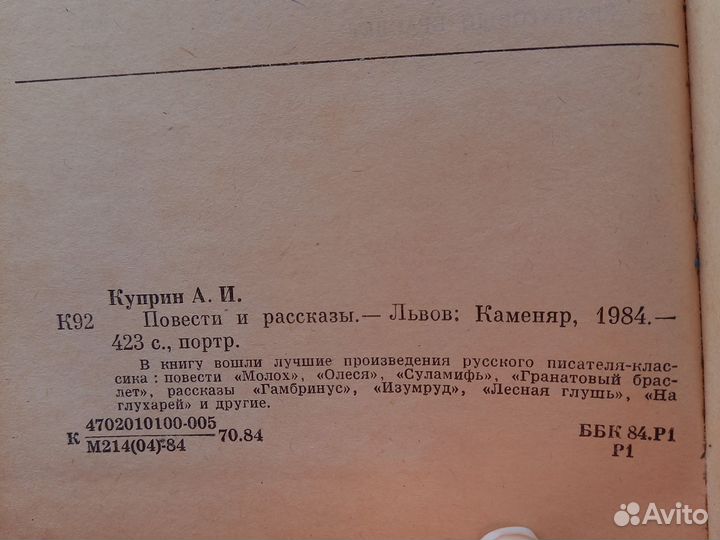 Куприн А. И.
К92 Повести и рассказы.— Львов: Каменяр, 1984.—
423 с., портр.
В книгу вошли лучшие произведения русского писателя-клас-
сика: повести «Молох», «Олеся», «Суламифь», «Гранатовый брас-
лет», рассказы «Гамбринус», «Изумруд», «Лесная глушь», «На
глухарей» и другие.
К 4702010100-005 70.84
М214(04)-84
ББК 84.Р1
Р1
Avito